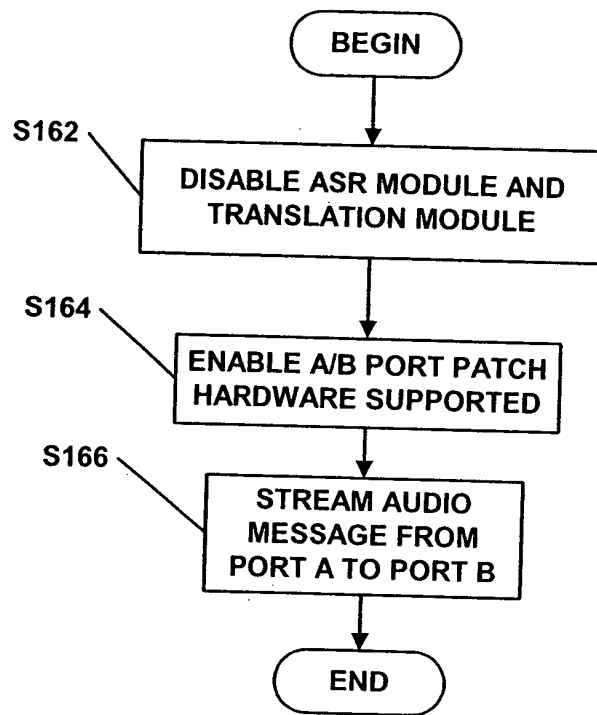 BEGIN
S162
DISABLE ASR MODULE AND
TRANSLATION MODULE
S164
ENABLE A/B PORT PATCH
HARDWARE SUPPORTED
S166
STREAM AUDIO
MESSAGE FROM
PORT A TO PORT B
END